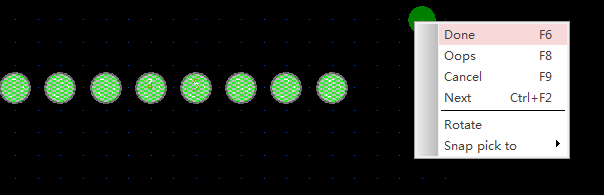 Done F6
Oops F8
Cancel F9
Next Ctrl+F2
Rotate
Snap pick to